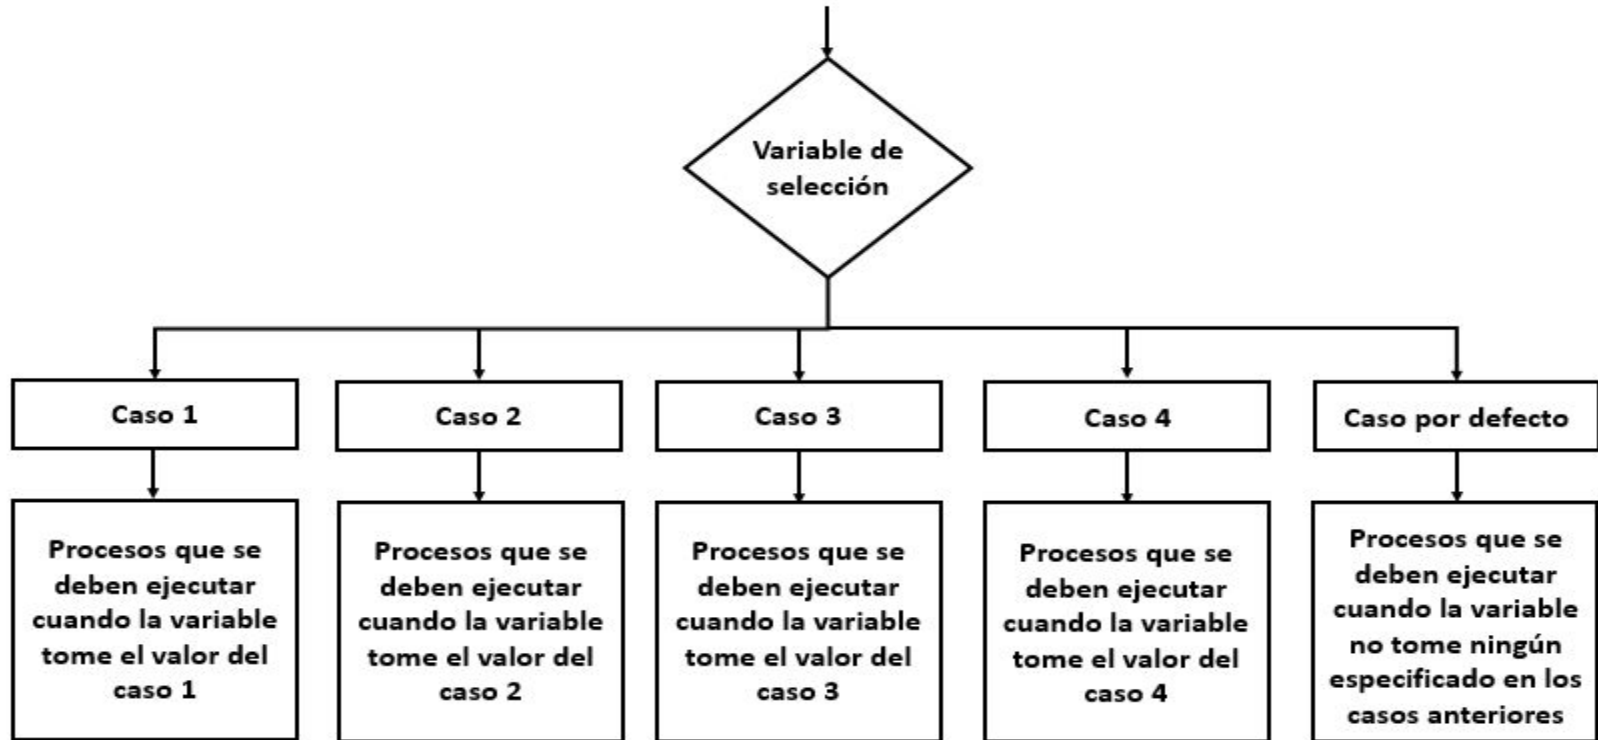 Variable de
selección
Caso 1
Caso 2
Caso 3
Caso 4
Caso por defecto
Procesos que se
deben ejecutar
cuando la variable
tome el valor del
caso 1
Procesos que se
deben ejecutar
cuando la variable
tome el valor del
caso 2
Procesos que se
deben ejecutar
cuando la variable
tome el valor del
caso 3
Procesos que se
deben ejecutar
cuando la variable
tome el valor del
caso 4
Procesos que se
deben ejecutar
cuando la variable
no tome ningún
especificado en los
casos anteriores